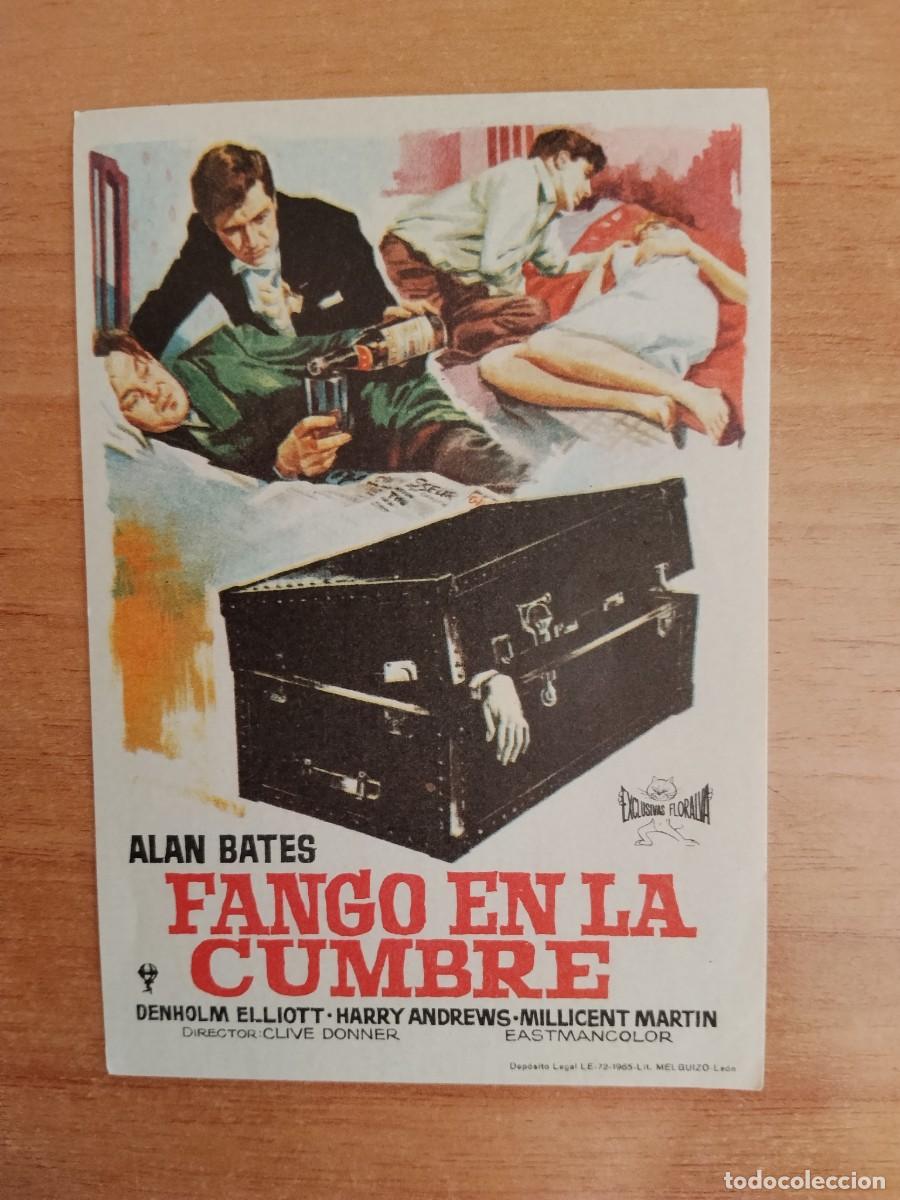 EXCLUSIVAS FLORALVA
ALAN BATES
FANGO EN LA
CUMBRE
DENHOLM ELLIOTT·HARRY ANDREWS·MILLICENT MARTIN
DIRECTOR: CLIVE DONNER EASTMANCOLOR
Depósito Legal LE-72-1965-Lit. MELGUIZO-León
todocoleccion